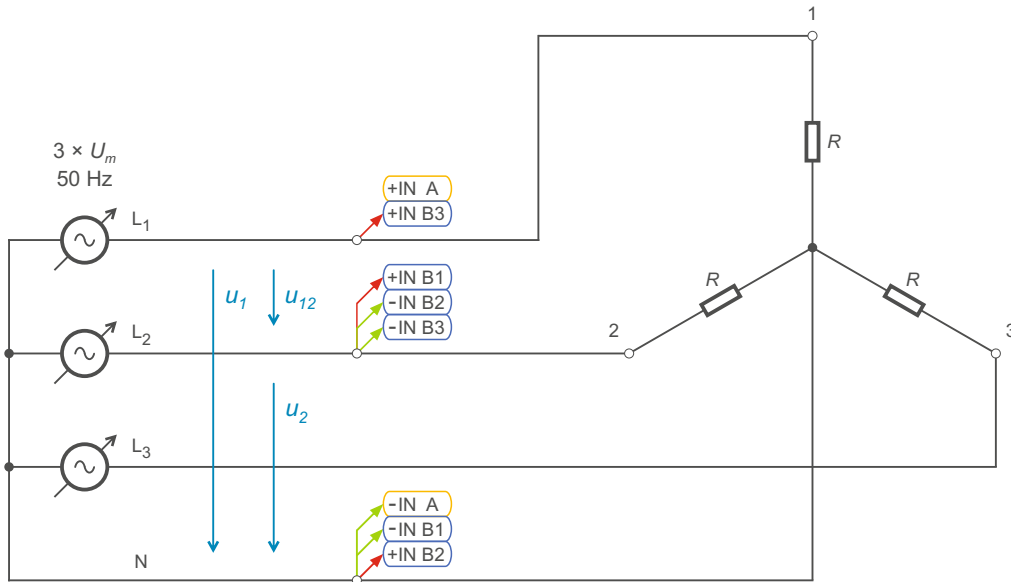 1
R
3 × Um
50 Hz
L1
+IN A
+IN B3
u1
u12
+IN B1
-IN B2
-IN B3
R
R
2
3
L2
u2
L3
-IN A
-IN B1
+IN B2
N